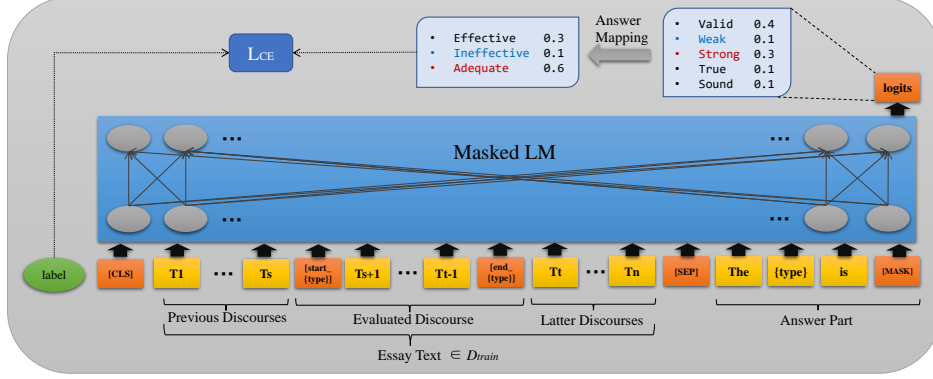 Effective 0.3
Ineffective 0.1
Adequate 0.6
Answer
Mapping
Valid 0.4
Weak 0.1
Strong 0.3
True 0.1
Sound 0.1
LCE
logits
Masked LM
...
...
...
...
label
[CLS]
T1
...
Ts
[start_
{type}]
Ts+1
...
Tt-1
[end_
{type}]
Tt
...
Tn
[SEP]
The
{type}
is
[MASK]
Previous Discourses
Evaluated Discourse
Latter Discourses
Answer Part
Essay Text ∈ Dtrain